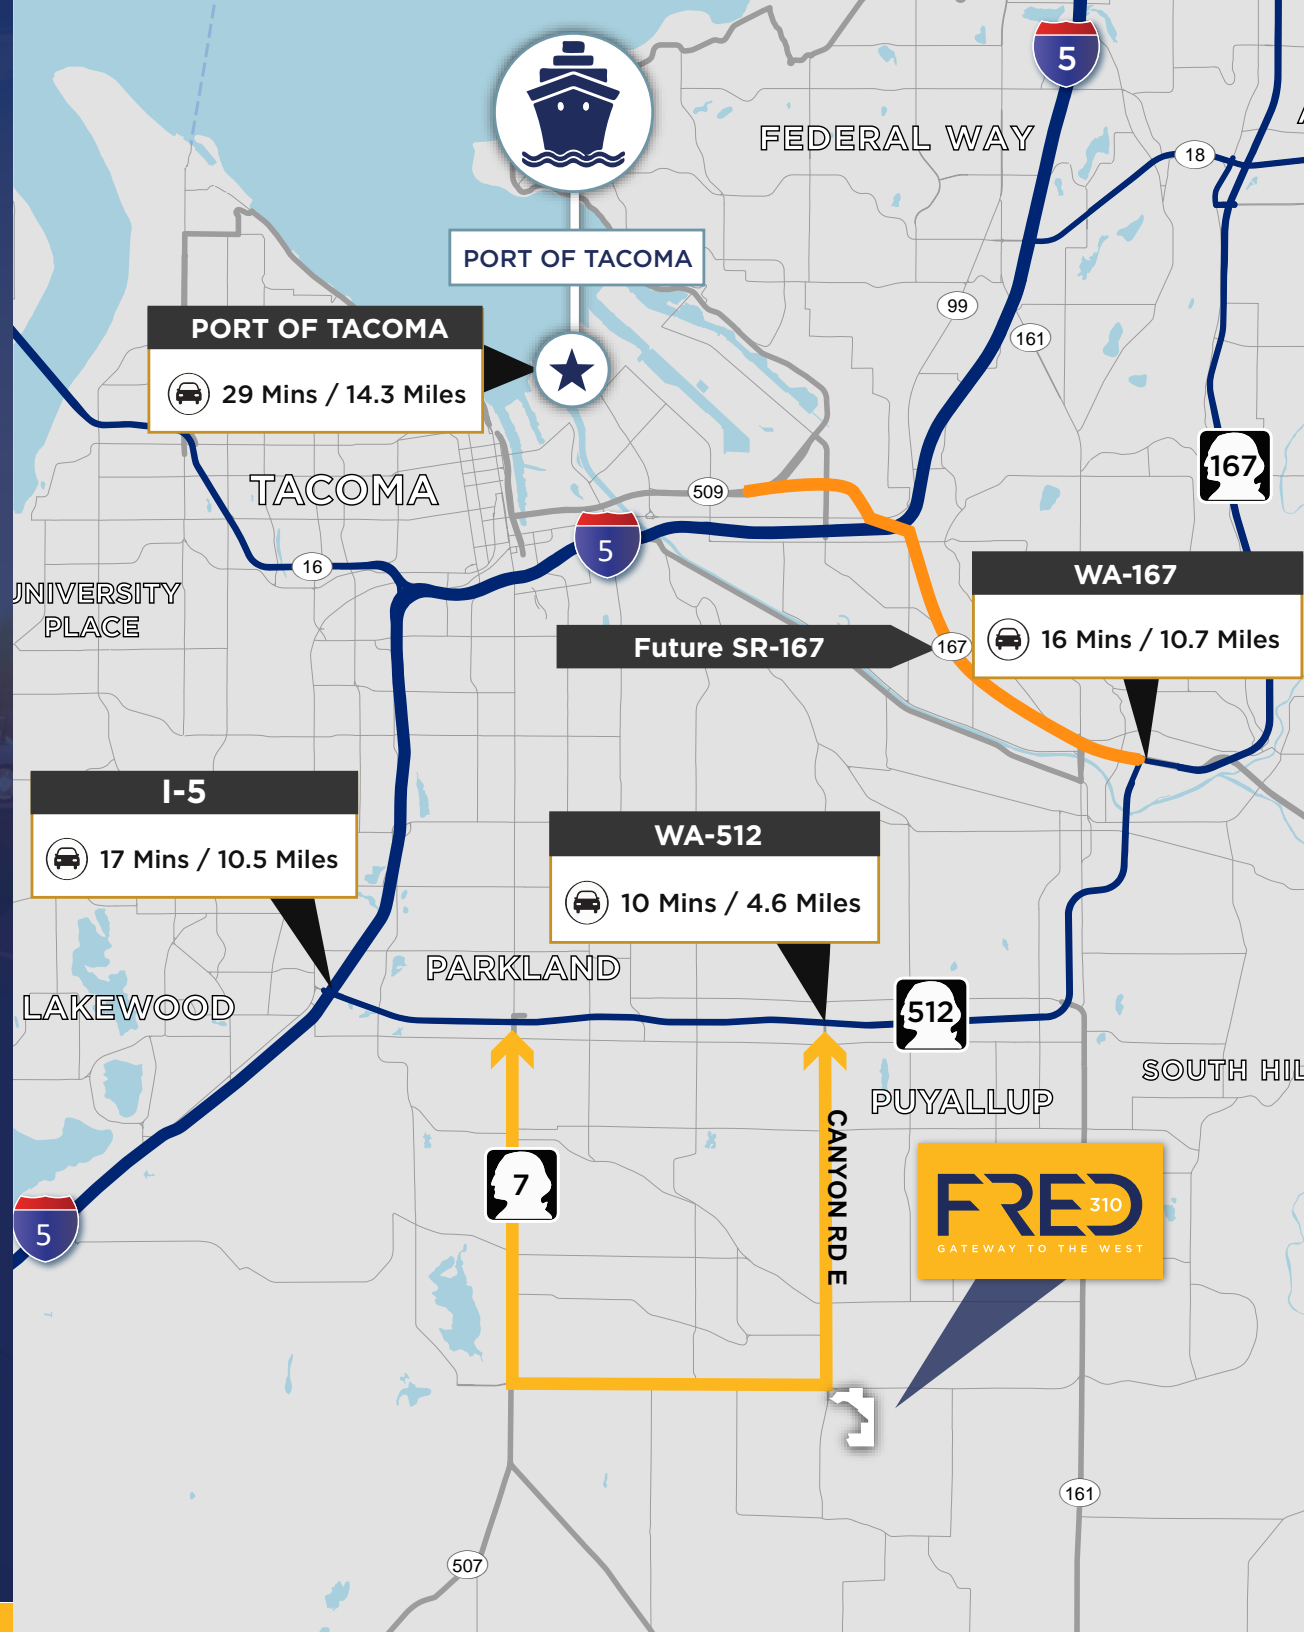 5
FEDERAL WAY
18
PORT OF TACOMA
99
161
PORT OF TACOMA
29 Mins / 14.3 Miles
167
TACOMA
509
5
16
WA-167
16 Mins / 10.7 Miles
UNIVERSITY
PLACE
Future SR-167
167
I-5
17 Mins / 10.5 Miles
WA-512
10 Mins / 4.6 Miles
PARKLAND
LAKEWOOD
512
SOUTH HIL
PUYALLUP
CANYON RD E
7
FRED
310
GATEWAY TO THE WEST
5
161
507